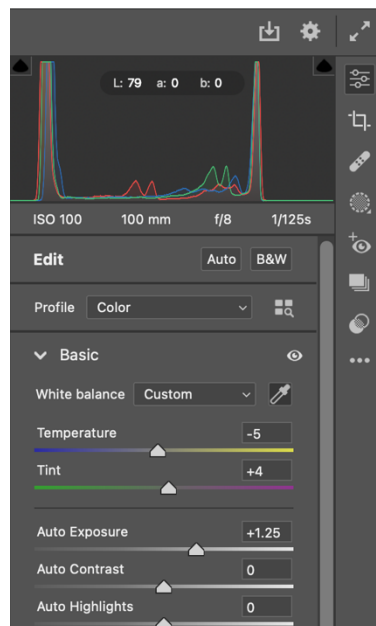 L: 79 a: 0 b: 0
ISO 100 100 mm f/8 1/125s
Edit Auto B&W
Profile Color
Basic
White balance Custom
Temperature -5
Tint +4
Auto Exposure +1.25
Auto Contrast 0
Auto Highlights 0